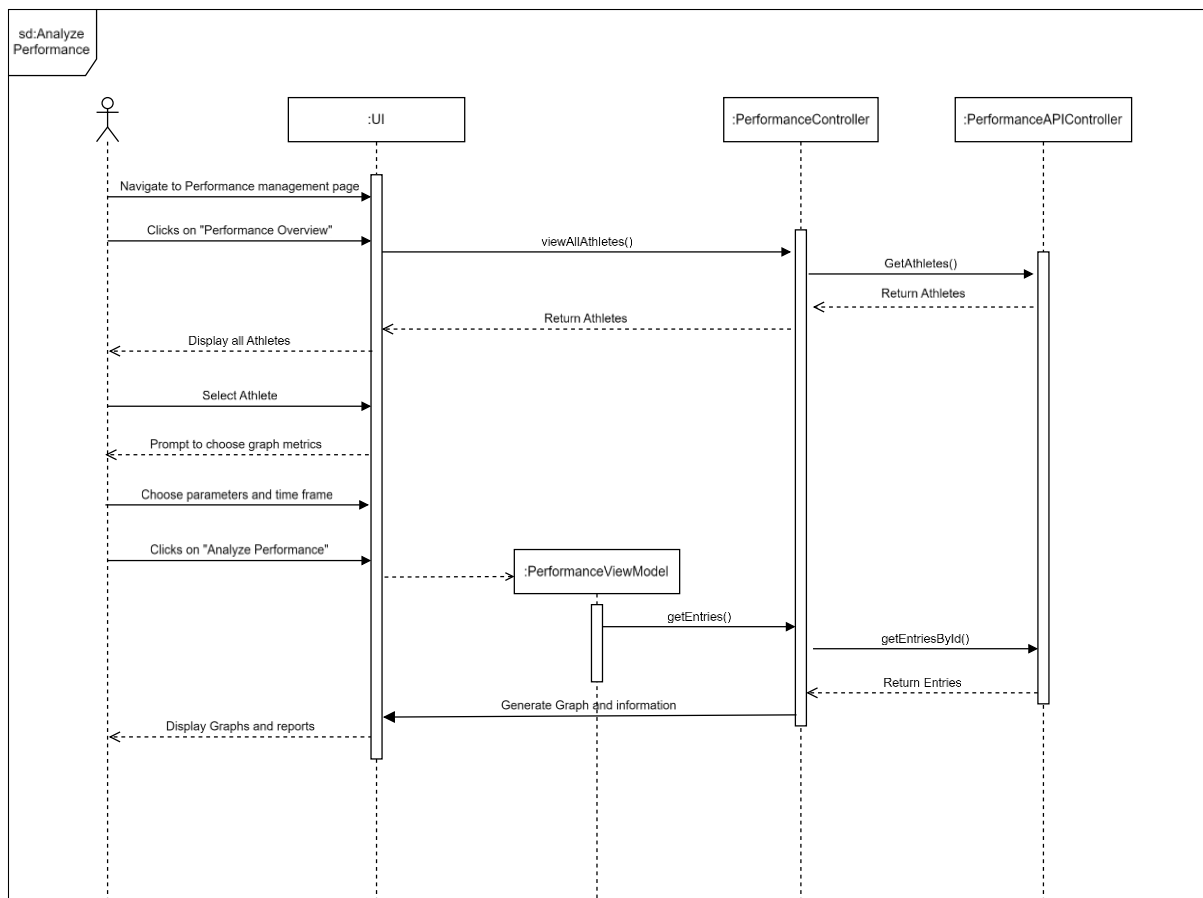 sd:Analyze
Performance
:UI
:PerformanceController
:PerformanceAPIController
Navigate to Performance management page
Clicks on "Performance Overview"
viewAllAthletes()
GetAthletes()
Return Athletes
Return Athletes
Display all Athletes
Select Athlete
Prompt to choose graph metrics
Choose parameters and time frame
Clicks on "Analyze Performance"
:PerformanceViewModel
getEntries()
getEntriesById()
Return Entries
Generate Graph and information
Display Graphs and reports